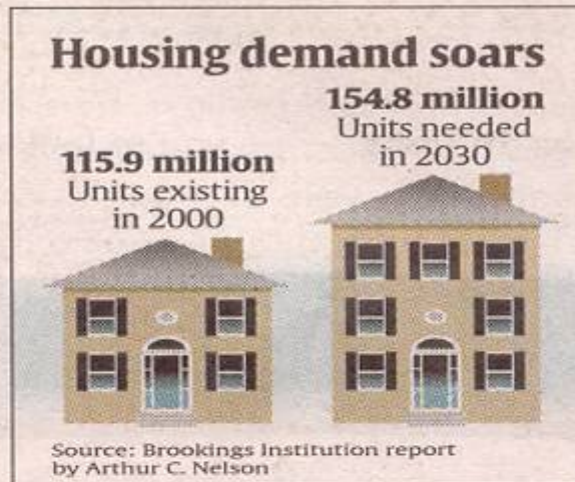 Housing demand soars
154.8 million
Units needed
in 2030
115.9 million
Units existing
in 2000
Source: Brookings Institution report
by Arthur C. Nelson